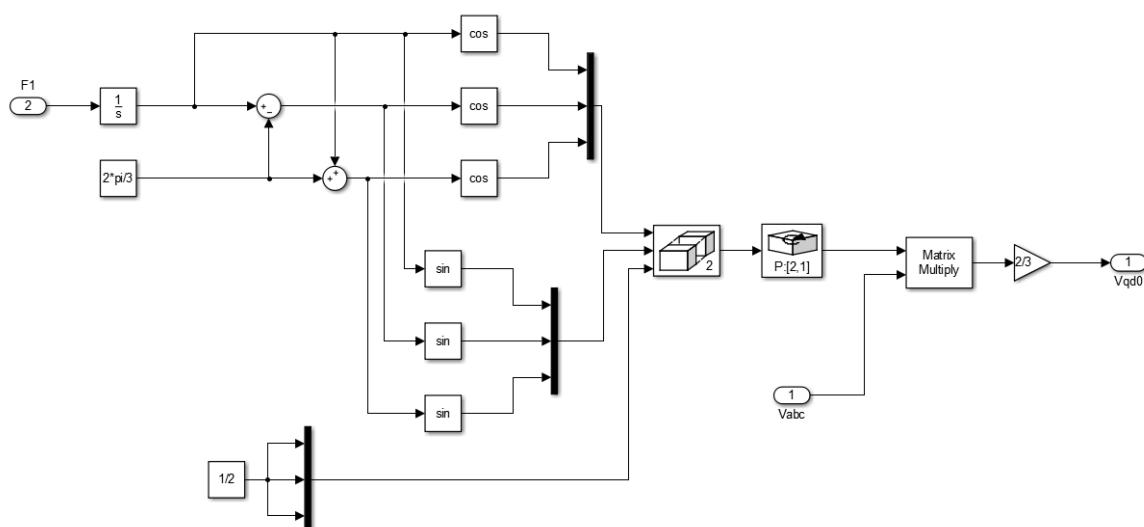 cos
F1
2
1
s
+
−
cos
2*pi/3
+
+
cos
2
P:[2,1]
Matrix
Multiply
2/3
1
Vqd0
sin
sin
1
Vabc
sin
1/2